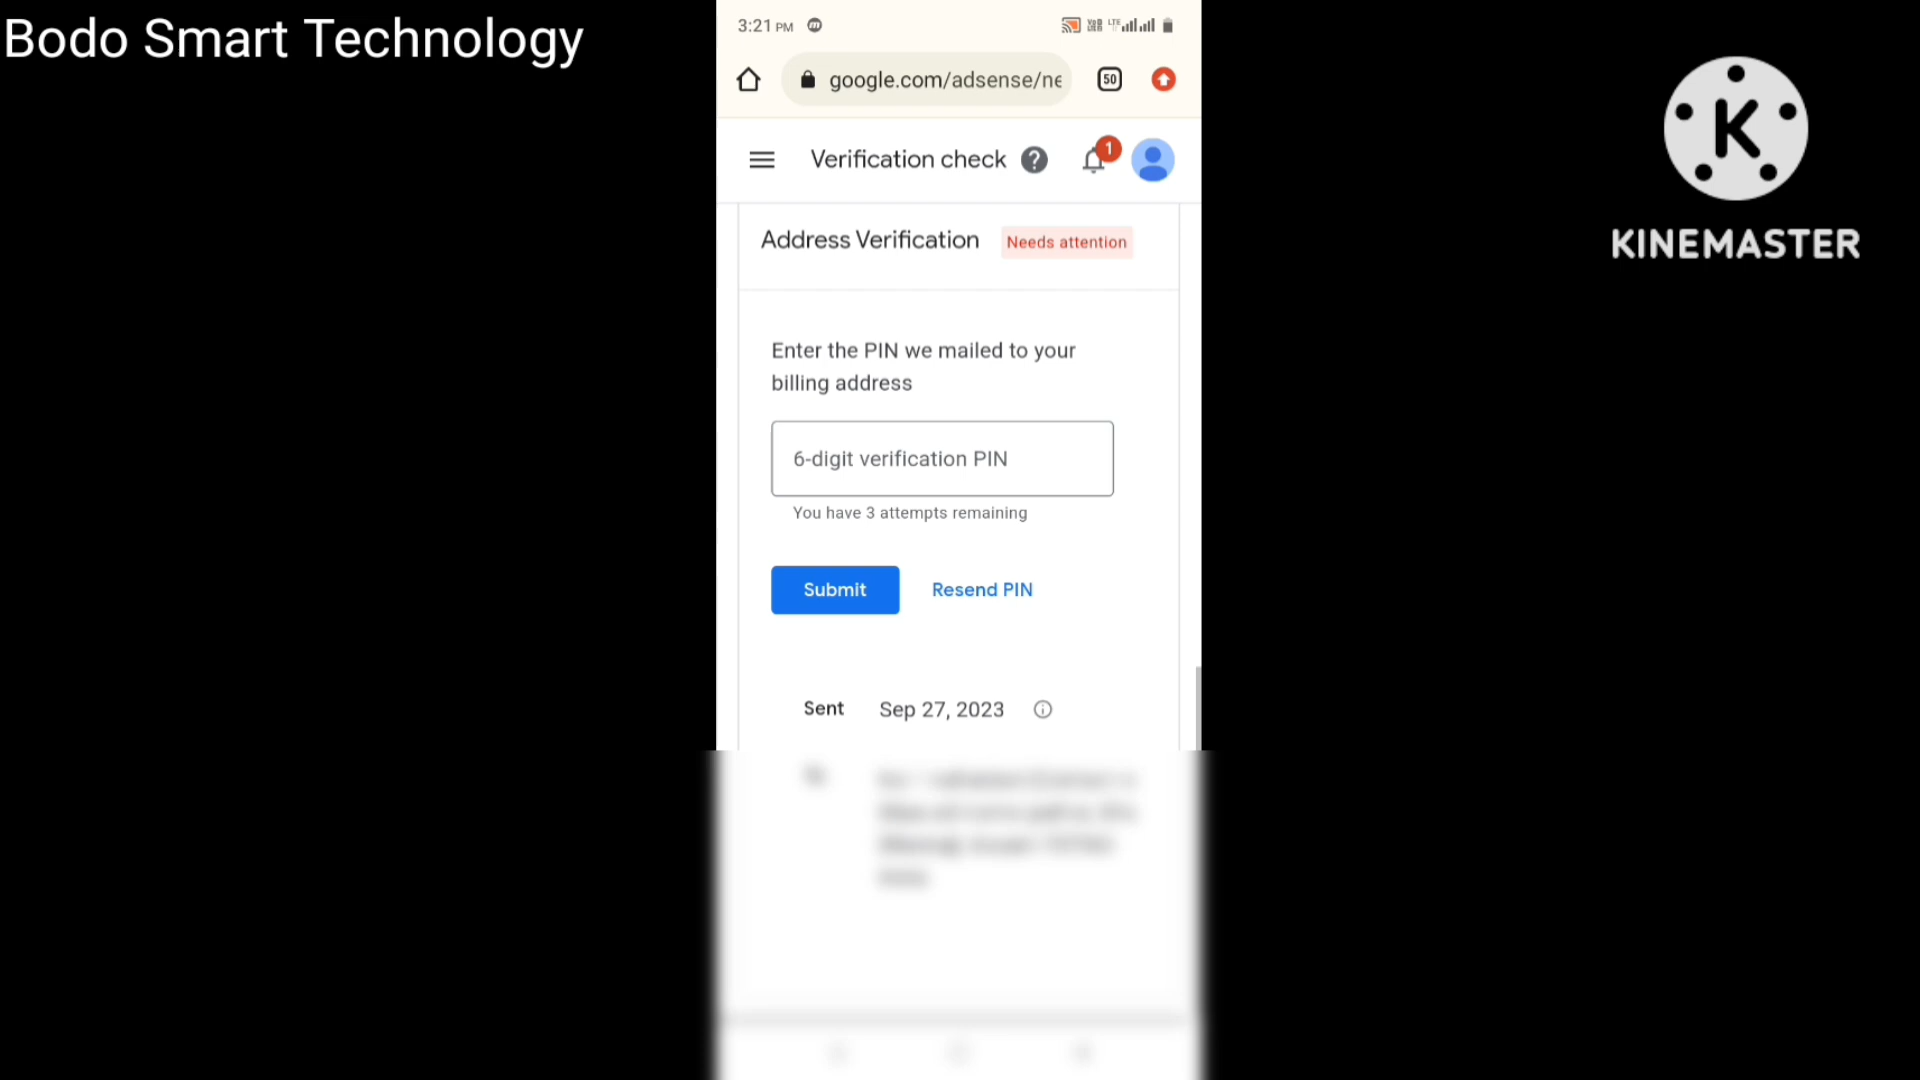 Bodo Smart Technology
3:21 PM
LTE
google.com/adsense/ne
50
Verification check
1
Address Verification
Needs attention
Enter the PIN we mailed to your
billing address
6-digit verification PIN
You have 3 attempts remaining
Submit
Resend PIN
Sent
Sep 27, 2023
K
KINEMASTER